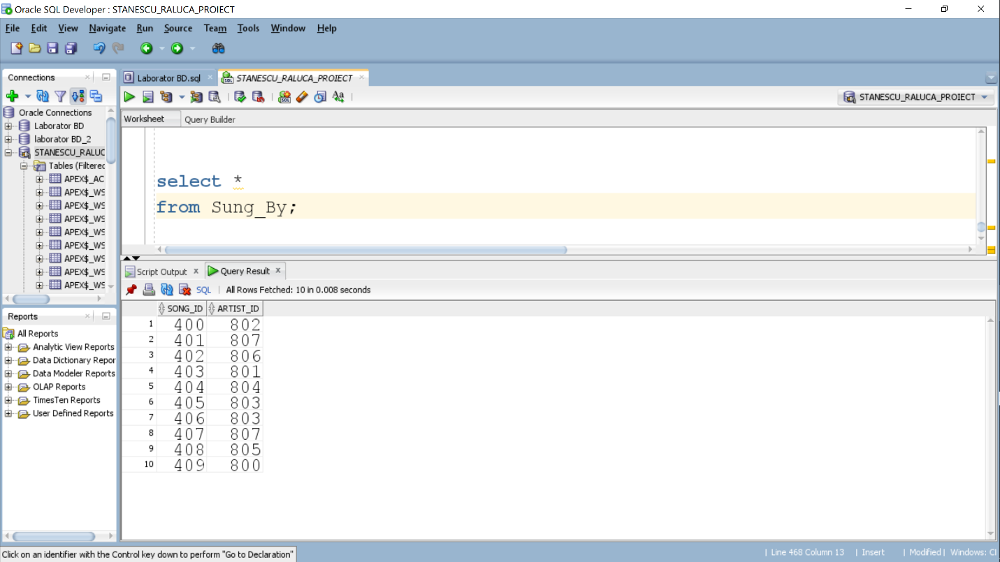 Oracle SQL Developer : STANESCU_RALUCA_PROIECT
File Edit View Navigate Run Source Team Tools Window Help
Connections
Oracle Connections
Laborator BD
laborator BD_2
STANESCU_RALUC
Tables (Filtered
APEX$_AC
APEX$_WS
APEX$_WS
APEX$_WS
APEX$_WS
APEX$_WS
APEX$_WS
APEX$_WS
APEX$_WS
Reports
All Reports
Analytic View Reports
Data Dictionary Repor
Data Modeler Reports
OLAP Reports
TimesTen Reports
User Defined Reports
Laborator BD.sql STANESCU_RALUCA_PROIECT
STANESCU_RALUCA_PROIECT
Worksheet Query Builder
select *
from Sung_By;
Script Output x Query Result x
SQL | All Rows Fetched: 10 in 0.008 seconds
SONG_ID ARTIST_ID
1 400 802
2 401 807
3 402 806
4 403 801
5 404 804
6 405 803
7 406 803
8 407 807
9 408 805
10 409 800
Click on an identifier with the Control key down to perform "Go to Declaration"
| Line 468 Column 13 | Insert | Modified | Windows: Cl